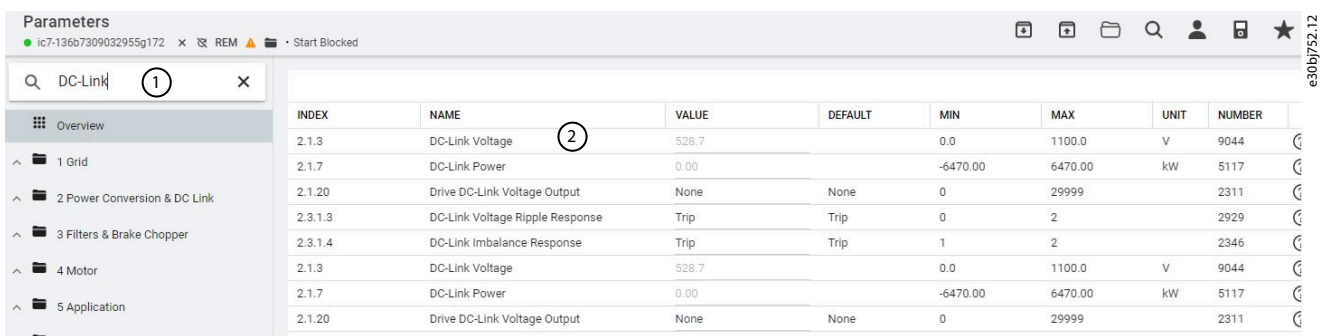 Parameters
ic7-136b7309032955g172 REM • Start Blocked
DC-Link
1
Overview
1 Grid
2 Power Conversion & DC Link
3 Filters & Brake Chopper
4 Motor
5 Application
INDEX NAME VALUE DEFAULT MIN MAX UNIT NUMBER
2
2.1.3 DC-Link Voltage 528.7 0.0 1100.0 V 9044
2.1.7 DC-Link Power 0.00 -6470.00 6470.00 kW 5117
2.1.20 Drive DC-Link Voltage Output None None 0 29999 2311
2.3.1.3 DC-Link Voltage Ripple Response Trip Trip 0 2 2929
2.3.1.4 DC-Link Imbalance Response Trip Trip 1 2 2346
2.1.3 DC-Link Voltage 528.7 0.0 1100.0 V 9044
2.1.7 DC-Link Power 0.00 -6470.00 6470.00 kW 5117
2.1.20 Drive DC-Link Voltage Output None None 0 29999 2311
e30bj752.12